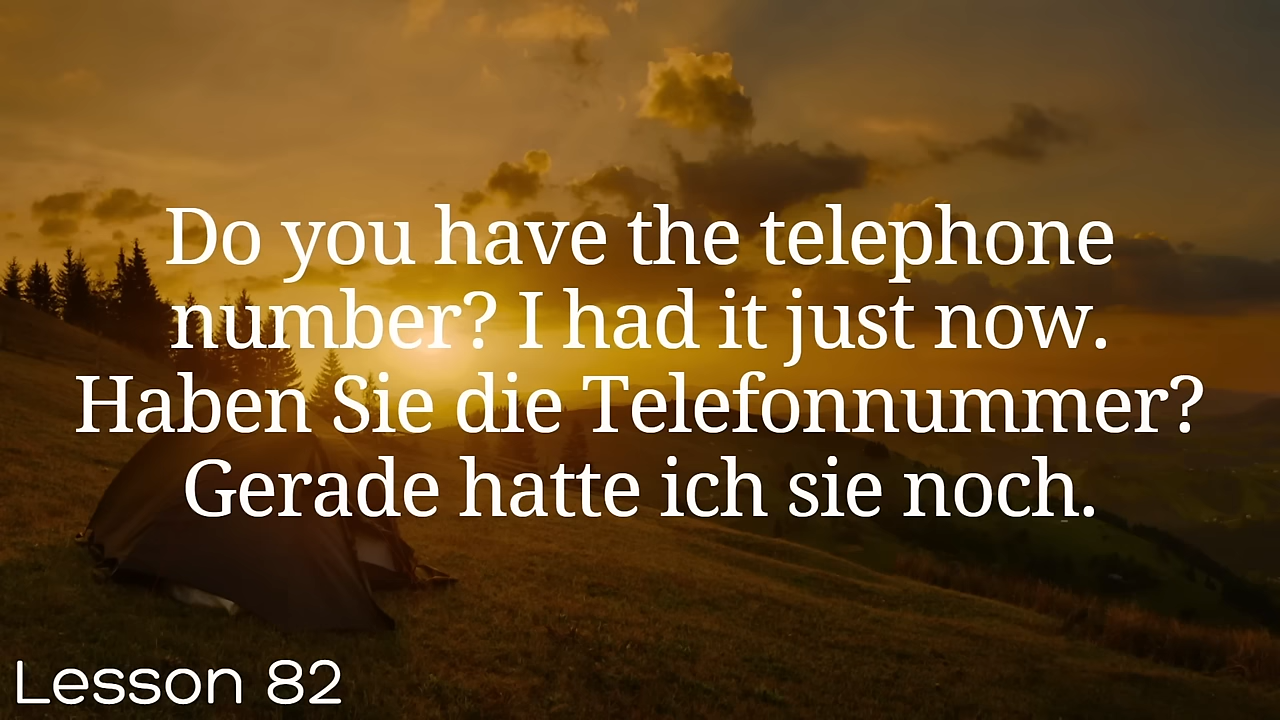 Do you have the telephone
number? I had it just now.
Haben Sie die Telefonnummer?
Gerade hatte ich sie noch.
Lesson 82